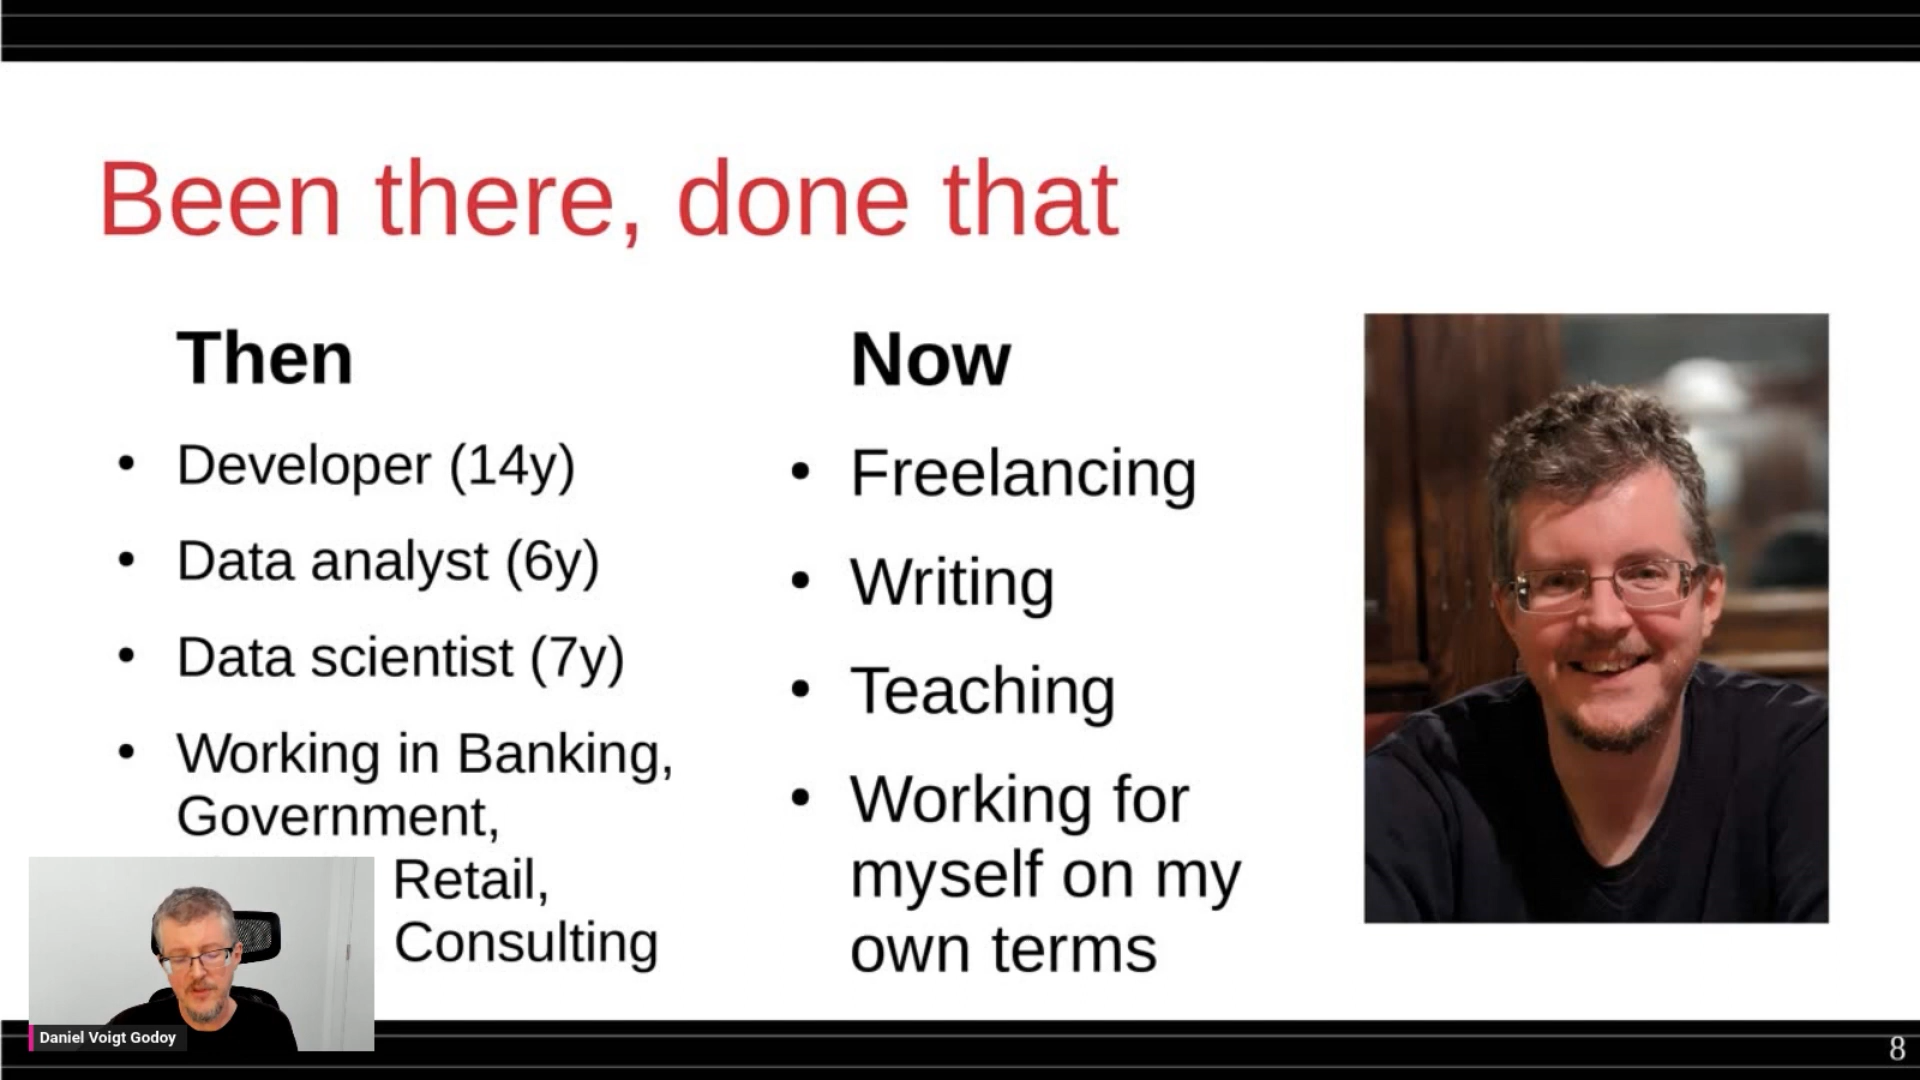 Been there, done that
Then
• Developer (14y)
• Data analyst (6y)
• Data scientist (7y)
• Working in Banking,
Government,
Retail,
Consulting
Now
• Freelancing
• Writing
• Teaching
• Working for
myself on my
own terms
Daniel Voigt Godoy
8